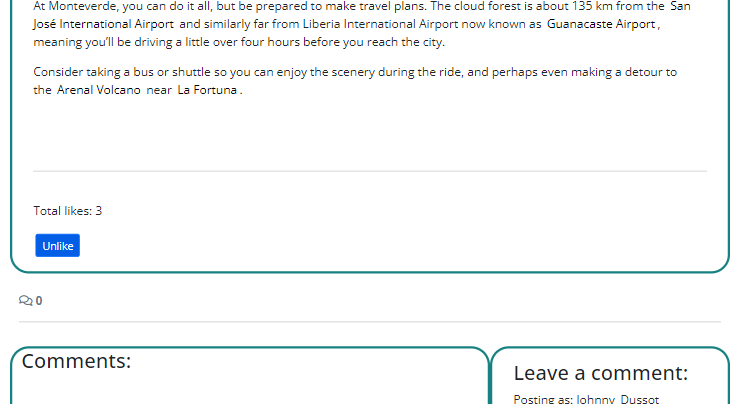 At Monteverde, you can do it all, but be prepared to make travel plans. The cloud forest is about 135 km from the San
José International Airport and similarly far from Liberia International Airport now known as Guanacaste Airport,
meaning you'll be driving a little over four hours before you reach the city.
Consider taking a bus or shuttle so you can enjoy the scenery during the ride, and perhaps even making a detour to
the Arenal Volcano near La Fortuna.
Total likes: 3
Unlike
0
Comments:
Leave a comment:
Posting as: Johnny_Dussot